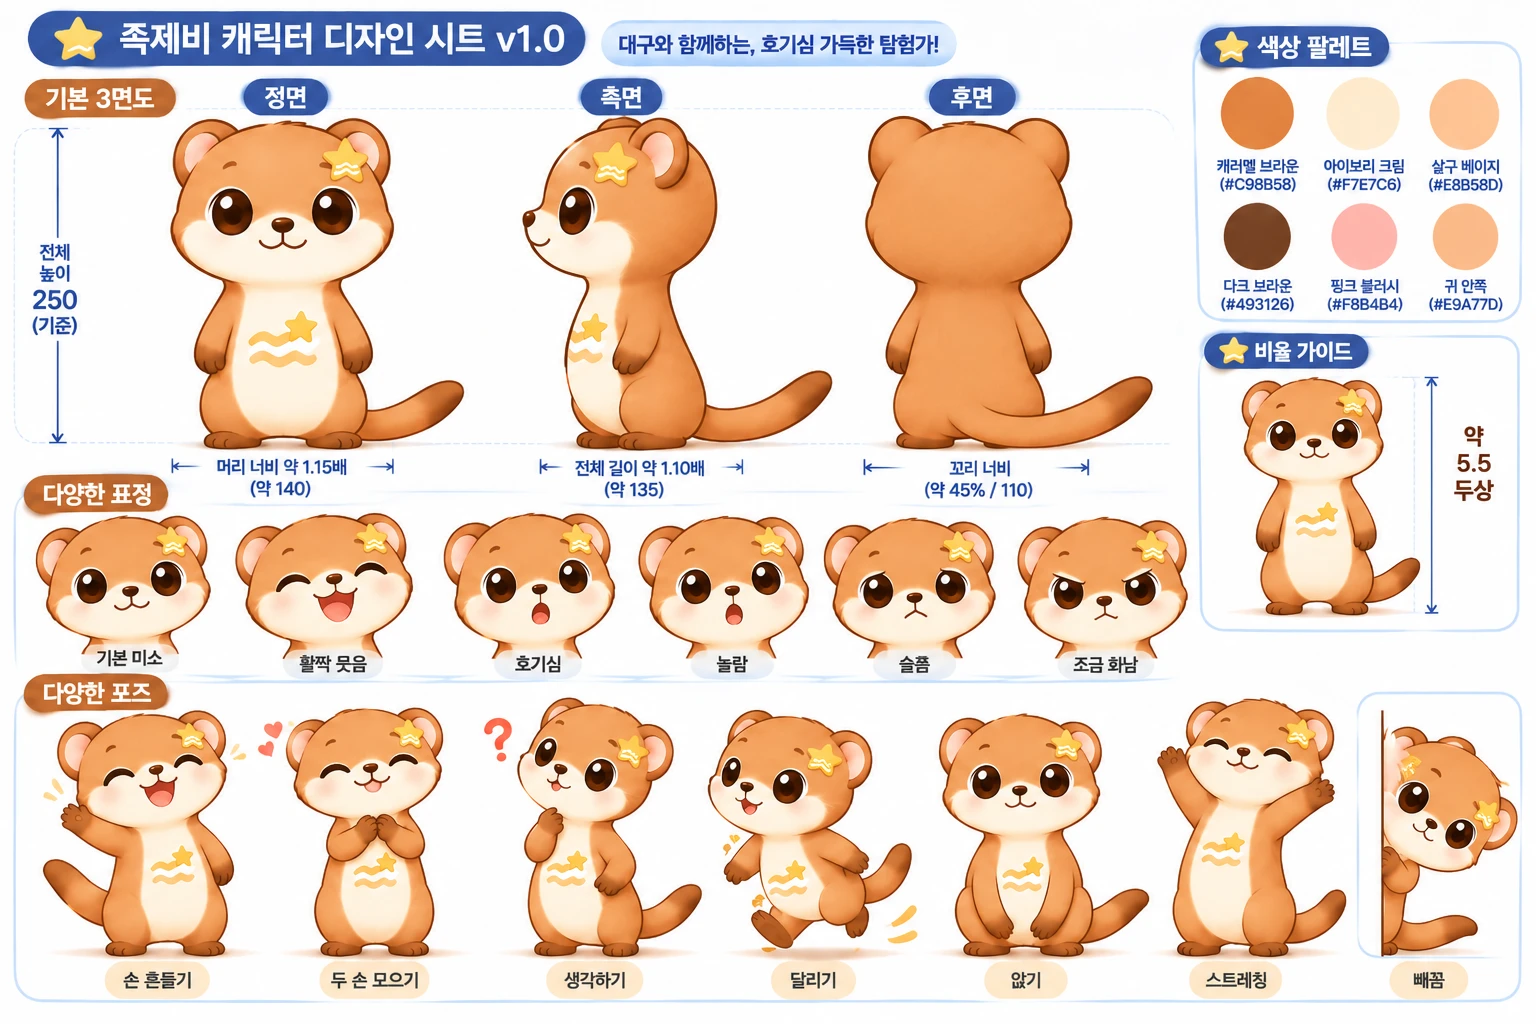 족제비 캐릭터 디자인 시트 v1.0
대구와 함께하는, 호기심 가득한 탐험가!
기본 3면도
정면
측면
후면
전체
높이
250
(기준)
머리 너비 약 1.15배
(약 140)
전체 길이 약 1.10배
(약 135)
꼬리 너비
(약 45% / 110)
색상 팔레트
캐러멜 브라운
(#C98B58)
아이보리 크림
(#F7E7C6)
살구 베이지
(#E8B58D)
다크 브라운
(#493126)
핑크 블러시
(#F8B4B4)
귀 안쪽
(#E9A77D)
비율 가이드
약
5.5
두상
다양한 표정
기본 미소
활짝 웃음
호기심
놀람
슬픔
조금 화남
다양한 포즈
?
손 흔들기
두 손 모으기
생각하기
달리기
앉기
스트레칭
빼꼼